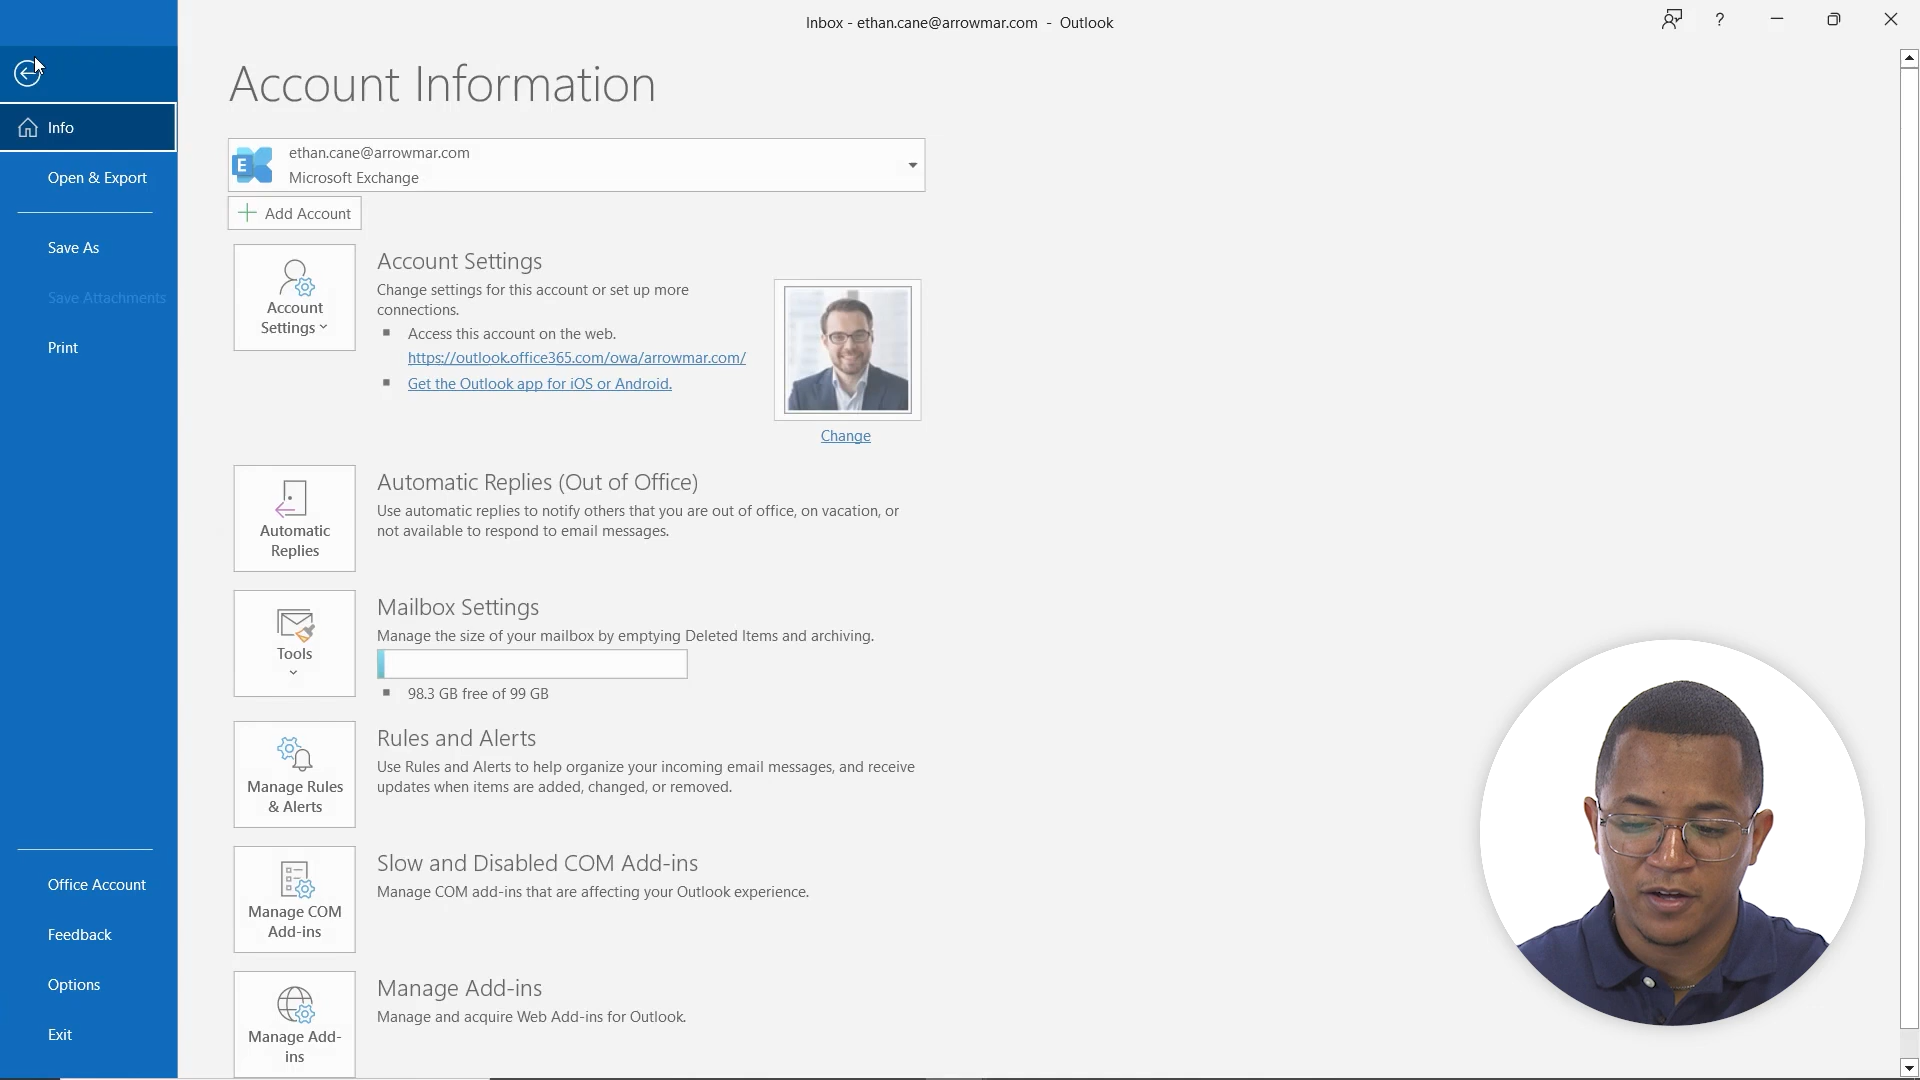 Inbox - ethan.cane@arrowmar.com - Outlook
?
Account Information
Info
Open & Export
Save As
Save Attachments
Print
Office Account
Feedback
Options
Exit
E
ethan.cane@arrowmar.com
Microsoft Exchange
Add Account
Account
Settings
Account Settings
Change settings for this account or set up more
connections.
Access this account on the web.
https://outlook.office365.com/owa/arrowmar.com/
Get the Outlook app for iOS or Android.
Change
Automatic
Replies
Automatic Replies (Out of Office)
Use automatic replies to notify others that you are out of office, on vacation, or
not available to respond to email messages.
Tools
Mailbox Settings
Manage the size of your mailbox by emptying Deleted Items and archiving.
98.3 GB free of 99 GB
Manage Rules
& Alerts
Rules and Alerts
Use Rules and Alerts to help organize your incoming email messages, and receive
updates when items are added, changed, or removed.
Manage COM
Add-ins
Slow and Disabled COM Add-ins
Manage COM add-ins that are affecting your Outlook experience.
Manage Add-
ins
Manage Add-ins
Manage and acquire Web Add-ins for Outlook.